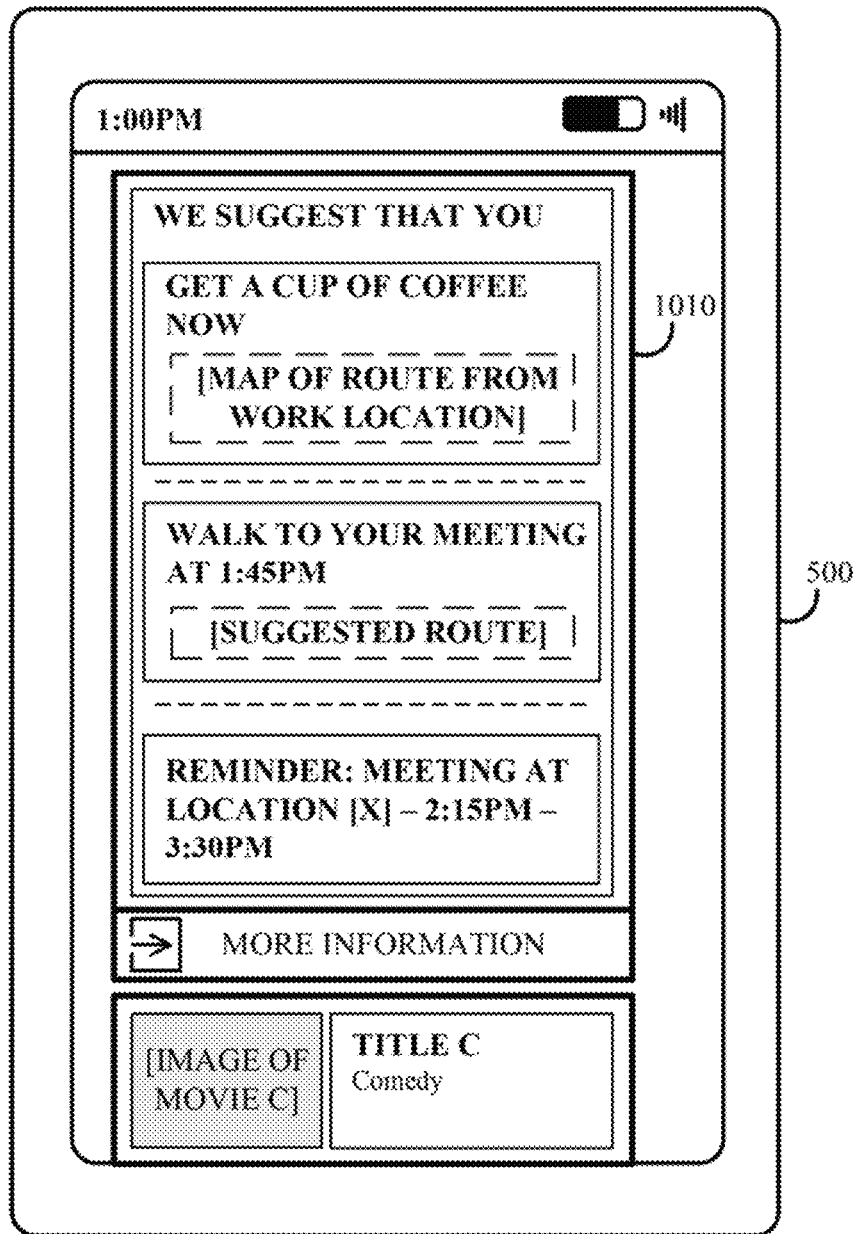 1:00PM
WE SUGGEST THAT YOU
GET A CUP OF COFFEE
NOW
[MAP OF ROUTE FROM
WORK LOCATION]
1010
WALK TO YOUR MEETING
AT 1:45PM
[SUGGESTED ROUTE]
500
REMINDER: MEETING AT
LOCATION [X] – 2:15PM –
3:30PM
MORE INFORMATION
[IMAGE OF
MOVIE C]
TITLE C
Comedy